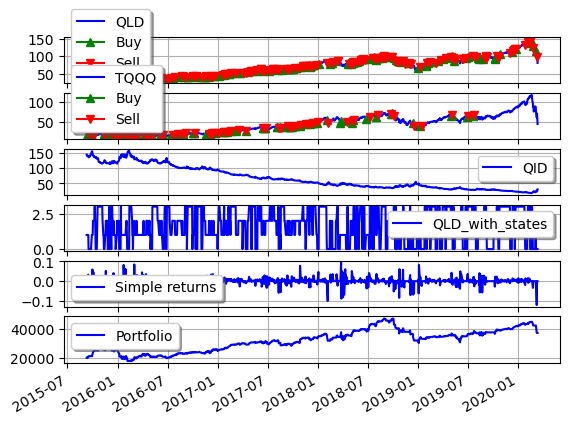 QLD
Buy
Sell
150
100
50
TQQQ
Buy
Sell
100
50
150
100
50
QID
2.5
0.0
QLD_with_states
0.1
0.0
−0.1
Simple returns
40000
20000
Portfolio
2015-07
2016-01
2016-07
2017-01
2017-07
2018-01
2018-07
2019-01
2019-07
2020-01